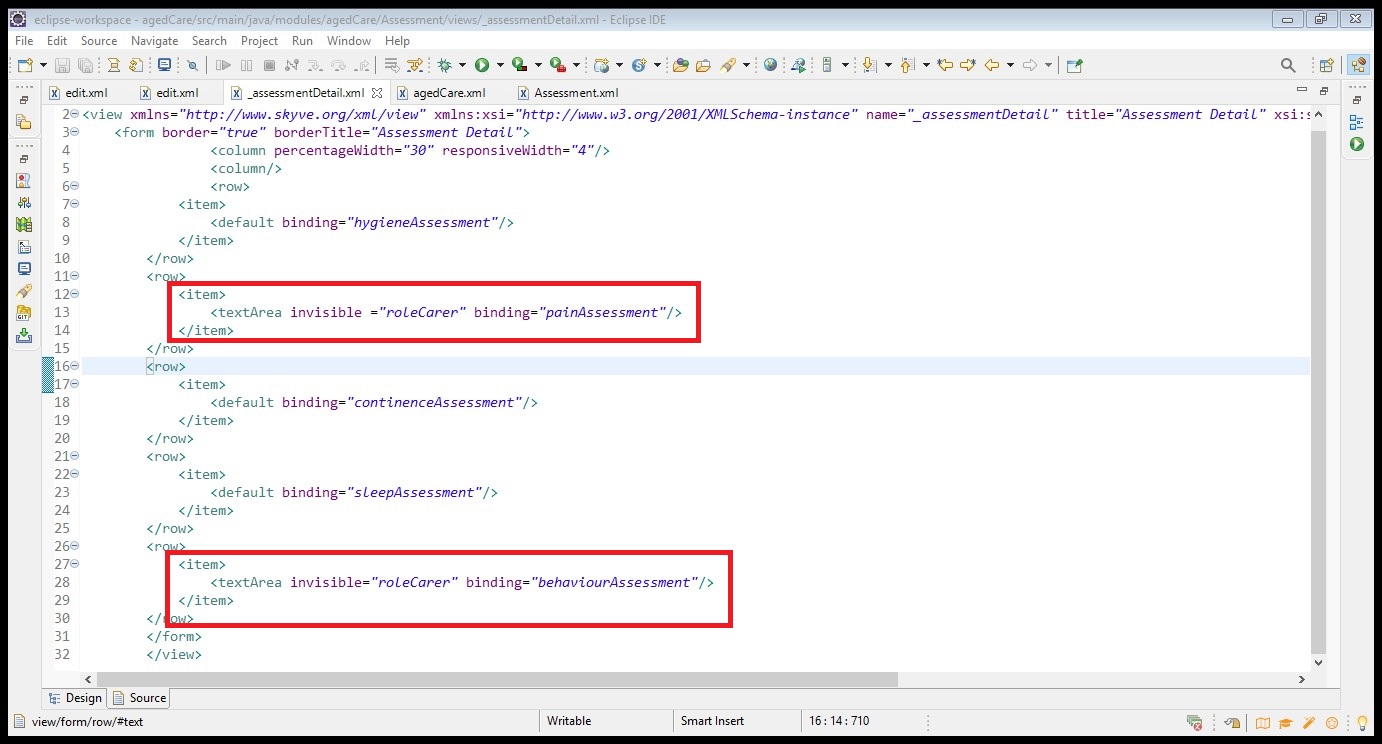 eclipse-workspace - agedCare/src/main/java/modules/agedCare/Assessment/views/_assessmentDetail.xml - Eclipse IDE
File Edit Source Navigate Search Project Run Window Help
edit.xml edit.xml _assessmentDetail.xml agedCare.xml Assessment.xml
2 <view xmlns="http://www.skyve.org/xml/view" xmlns:xsi="http://www.w3.org/2001/XMLSchema-instance" name="_assessmentDetail" title="Assessment Detail" xsi:s
3 <form border="true" borderTitle="Assessment Detail">
4 <column percentageWidth="30" responsiveWidth="4"/>
5 <column/>
6 <row>
7 <item>
8 <default binding="hygieneAssessment"/>
9 </item>
10 </row>
11 <row>
12 <item>
13 <textArea invisible ="roleCarer" binding="painAssessment"/>
14 </item>
15 </row>
16 <row>
17 <item>
18 <default binding="continenceAssessment"/>
19 </item>
20 </row>
21 <row>
22 <item>
23 <default binding="sleepAssessment"/>
24 </item>
25 </row>
26 <row>
27 <item>
28 <textArea invisible="roleCarer" binding="behaviourAssessment"/>
29 </item>
30 </row>
31 </form>
32 </view>
Design Source
view/form/row/#text Writable Smart Insert 16 : 14 : 710